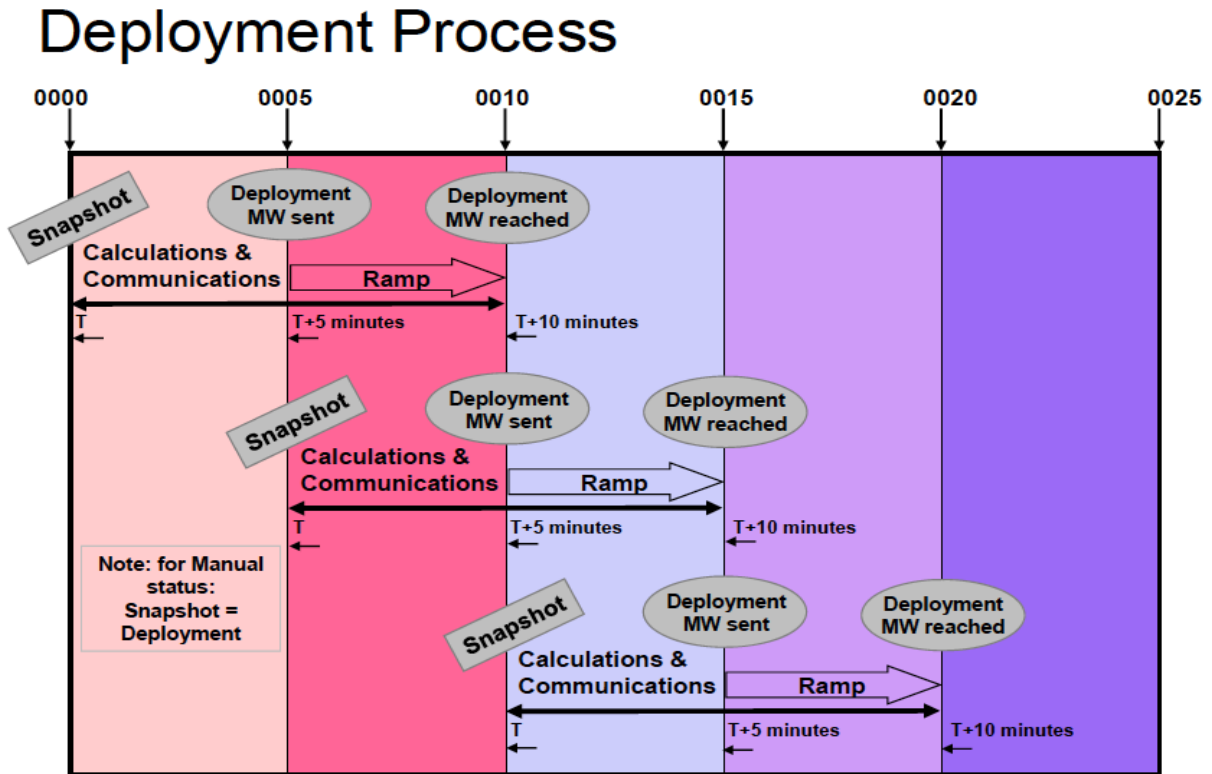 Deployment Process
0000 0005 0010 0015 0020 0025
Snapshot
Deployment
MW sent
Deployment
MW reached
Calculations &
Communications
Ramp
T
T+5 minutes
T+10 minutes
Snapshot
Deployment
MW sent
Deployment
MW reached
Calculations &
Communications
Ramp
T
T+5 minutes
T+10 minutes
Note: for Manual
status:
Snapshot =
Deployment
Snapshot
Deployment
MW sent
Deployment
MW reached
Calculations &
Communications
Ramp
T
T+5 minutes
T+10 minutes